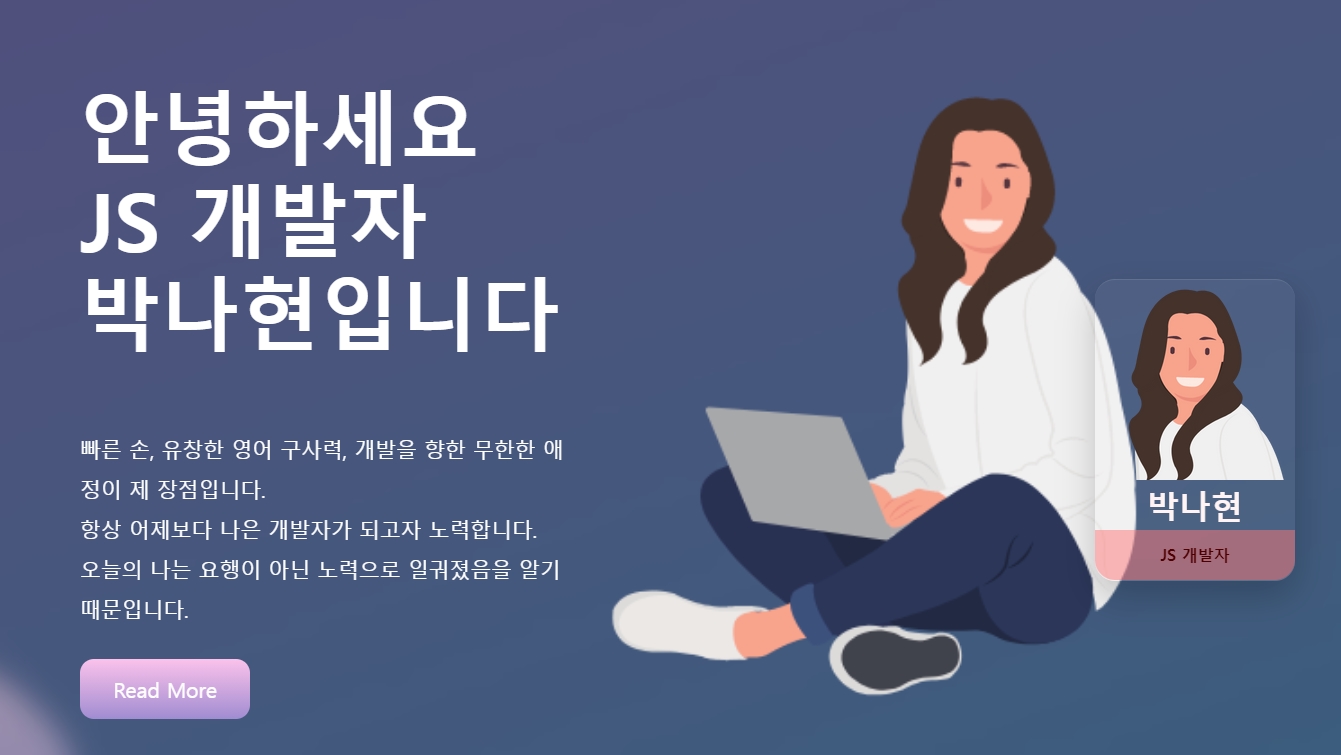 안녕하세요
JS 개발자
박나현입니다
빠른 손, 유창한 영어 구사력, 개발을 향한 무한한 애
정이 제 장점입니다.
항상 어제보다 나은 개발자가 되고자 노력합니다.
오늘의 나는 요행이 아닌 노력으로 일궈졌음을 알기
때문입니다.
Read More
박나현
JS 개발자